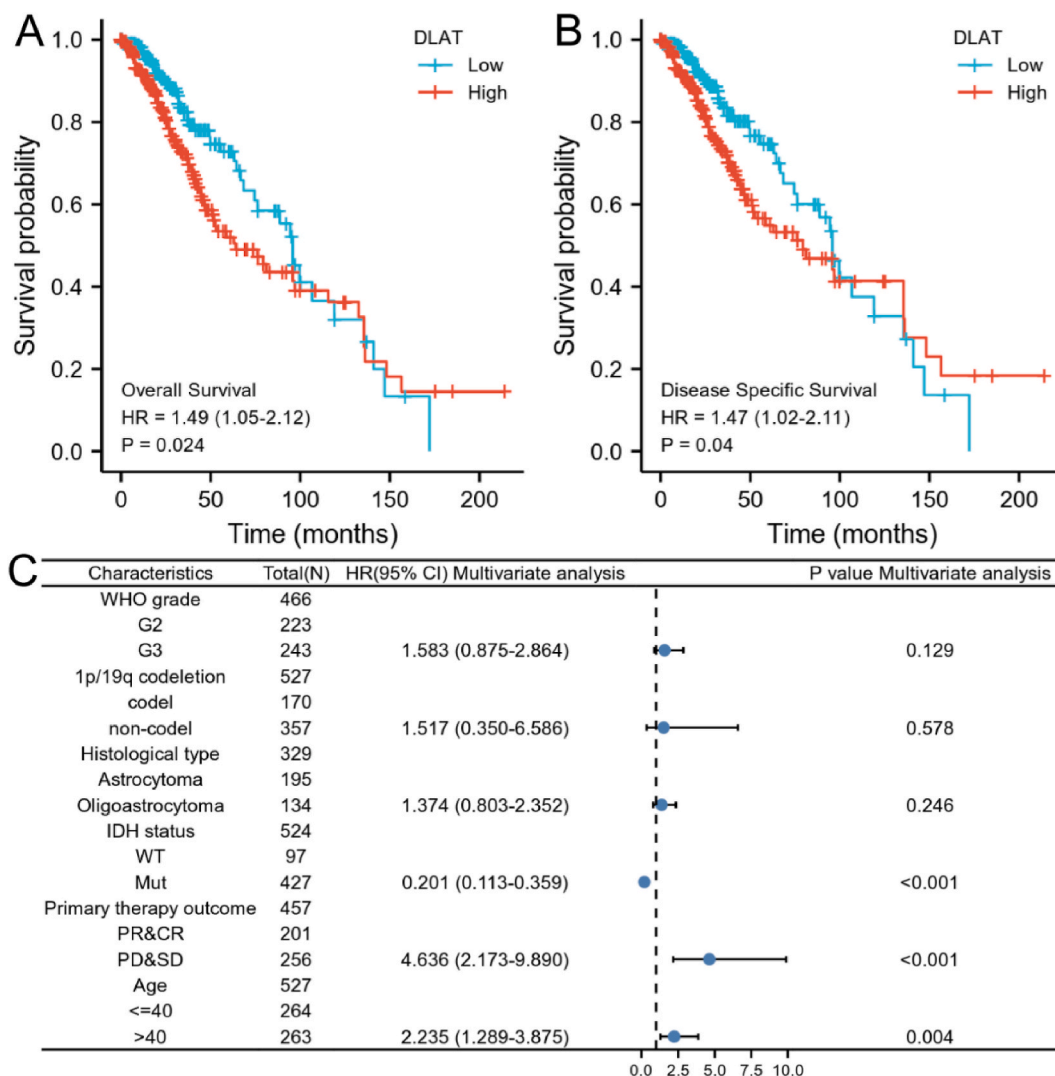 A
1.0
0.8
0.6
0.4
0.2
0.0
Survival probability
DLAT
Low
High
Overall Survival
HR = 1.49 (1.05-2.12)
P = 0.024
0 50 100 150 200
Time (months)
B
1.0
0.8
0.6
0.4
0.2
0.0
Survival probability
DLAT
Low
High
Disease Specific Survival
HR = 1.47 (1.02-2.11)
P = 0.04
0 50 100 150 200
Time (months)
C
Characteristics Total(N) HR(95% CI) Multivariate analysis P value Multivariate analysis
WHO grade 466
G2 223
G3 243 1.583 (0.875-2.864) 0.129
1p/19q codeletion 527
codel 170
non-codel 357 1.517 (0.350-6.586) 0.578
Histological type 329
Astrocytoma 195
Oligoastrocytoma 134 1.374 (0.803-2.352) 0.246
IDH status 524
WT 97
Mut 427 0.201 (0.113-0.359) <0.001
Primary therapy outcome 457
PR&CR 201
PD&SD 256 4.636 (2.173-9.890) <0.001
Age 527
<=40 264
>40 263 2.235 (1.289-3.875) 0.004
0.0 2.5 5.0 7.5 10.0